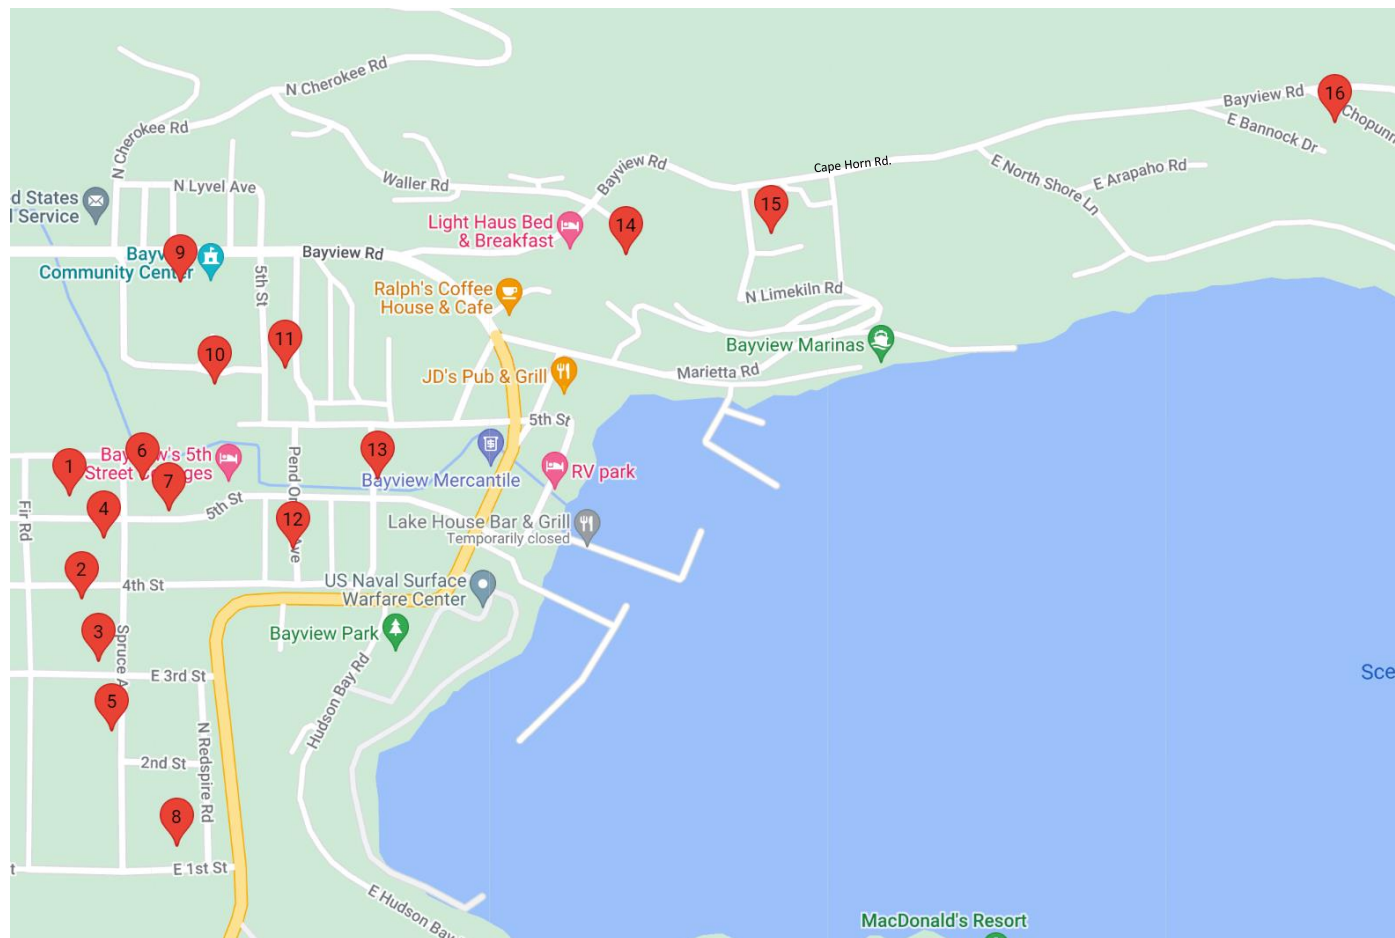 N Cherokee Rd
N Cherokee Rd
Bayview Rd
16
Chopunn
E Bannock Dr
Cape Horn Rd.
E North Shore Ln
E Arapaho Rd
Waller Rd
Bayview Rd
N Lyvel Ave
ed States
l Service
15
14
Light Haus Bed
& Breakfast
9
Community Center
Bayview Rd
5th St
Ralph's Coffee
House & Cafe
N Limekiln Rd
11
10
Bayview Marinas
JD's Pub & Grill
Marietta Rd
5th St
1
6
7
13
Bayview Mercantile
RV park
Fir Rd
4
5th St
12
Lake House Bar & Grill
Temporarily closed
2
4th St
US Naval Surface
Warfare Center
3
Bayview Park
Spruce A
E 3rd St
Hudson Bay Rd
Sce
5
N Redspire Rd
2nd St
8
t
E 1st St
E Hudson Bay
MacDonald's Resort